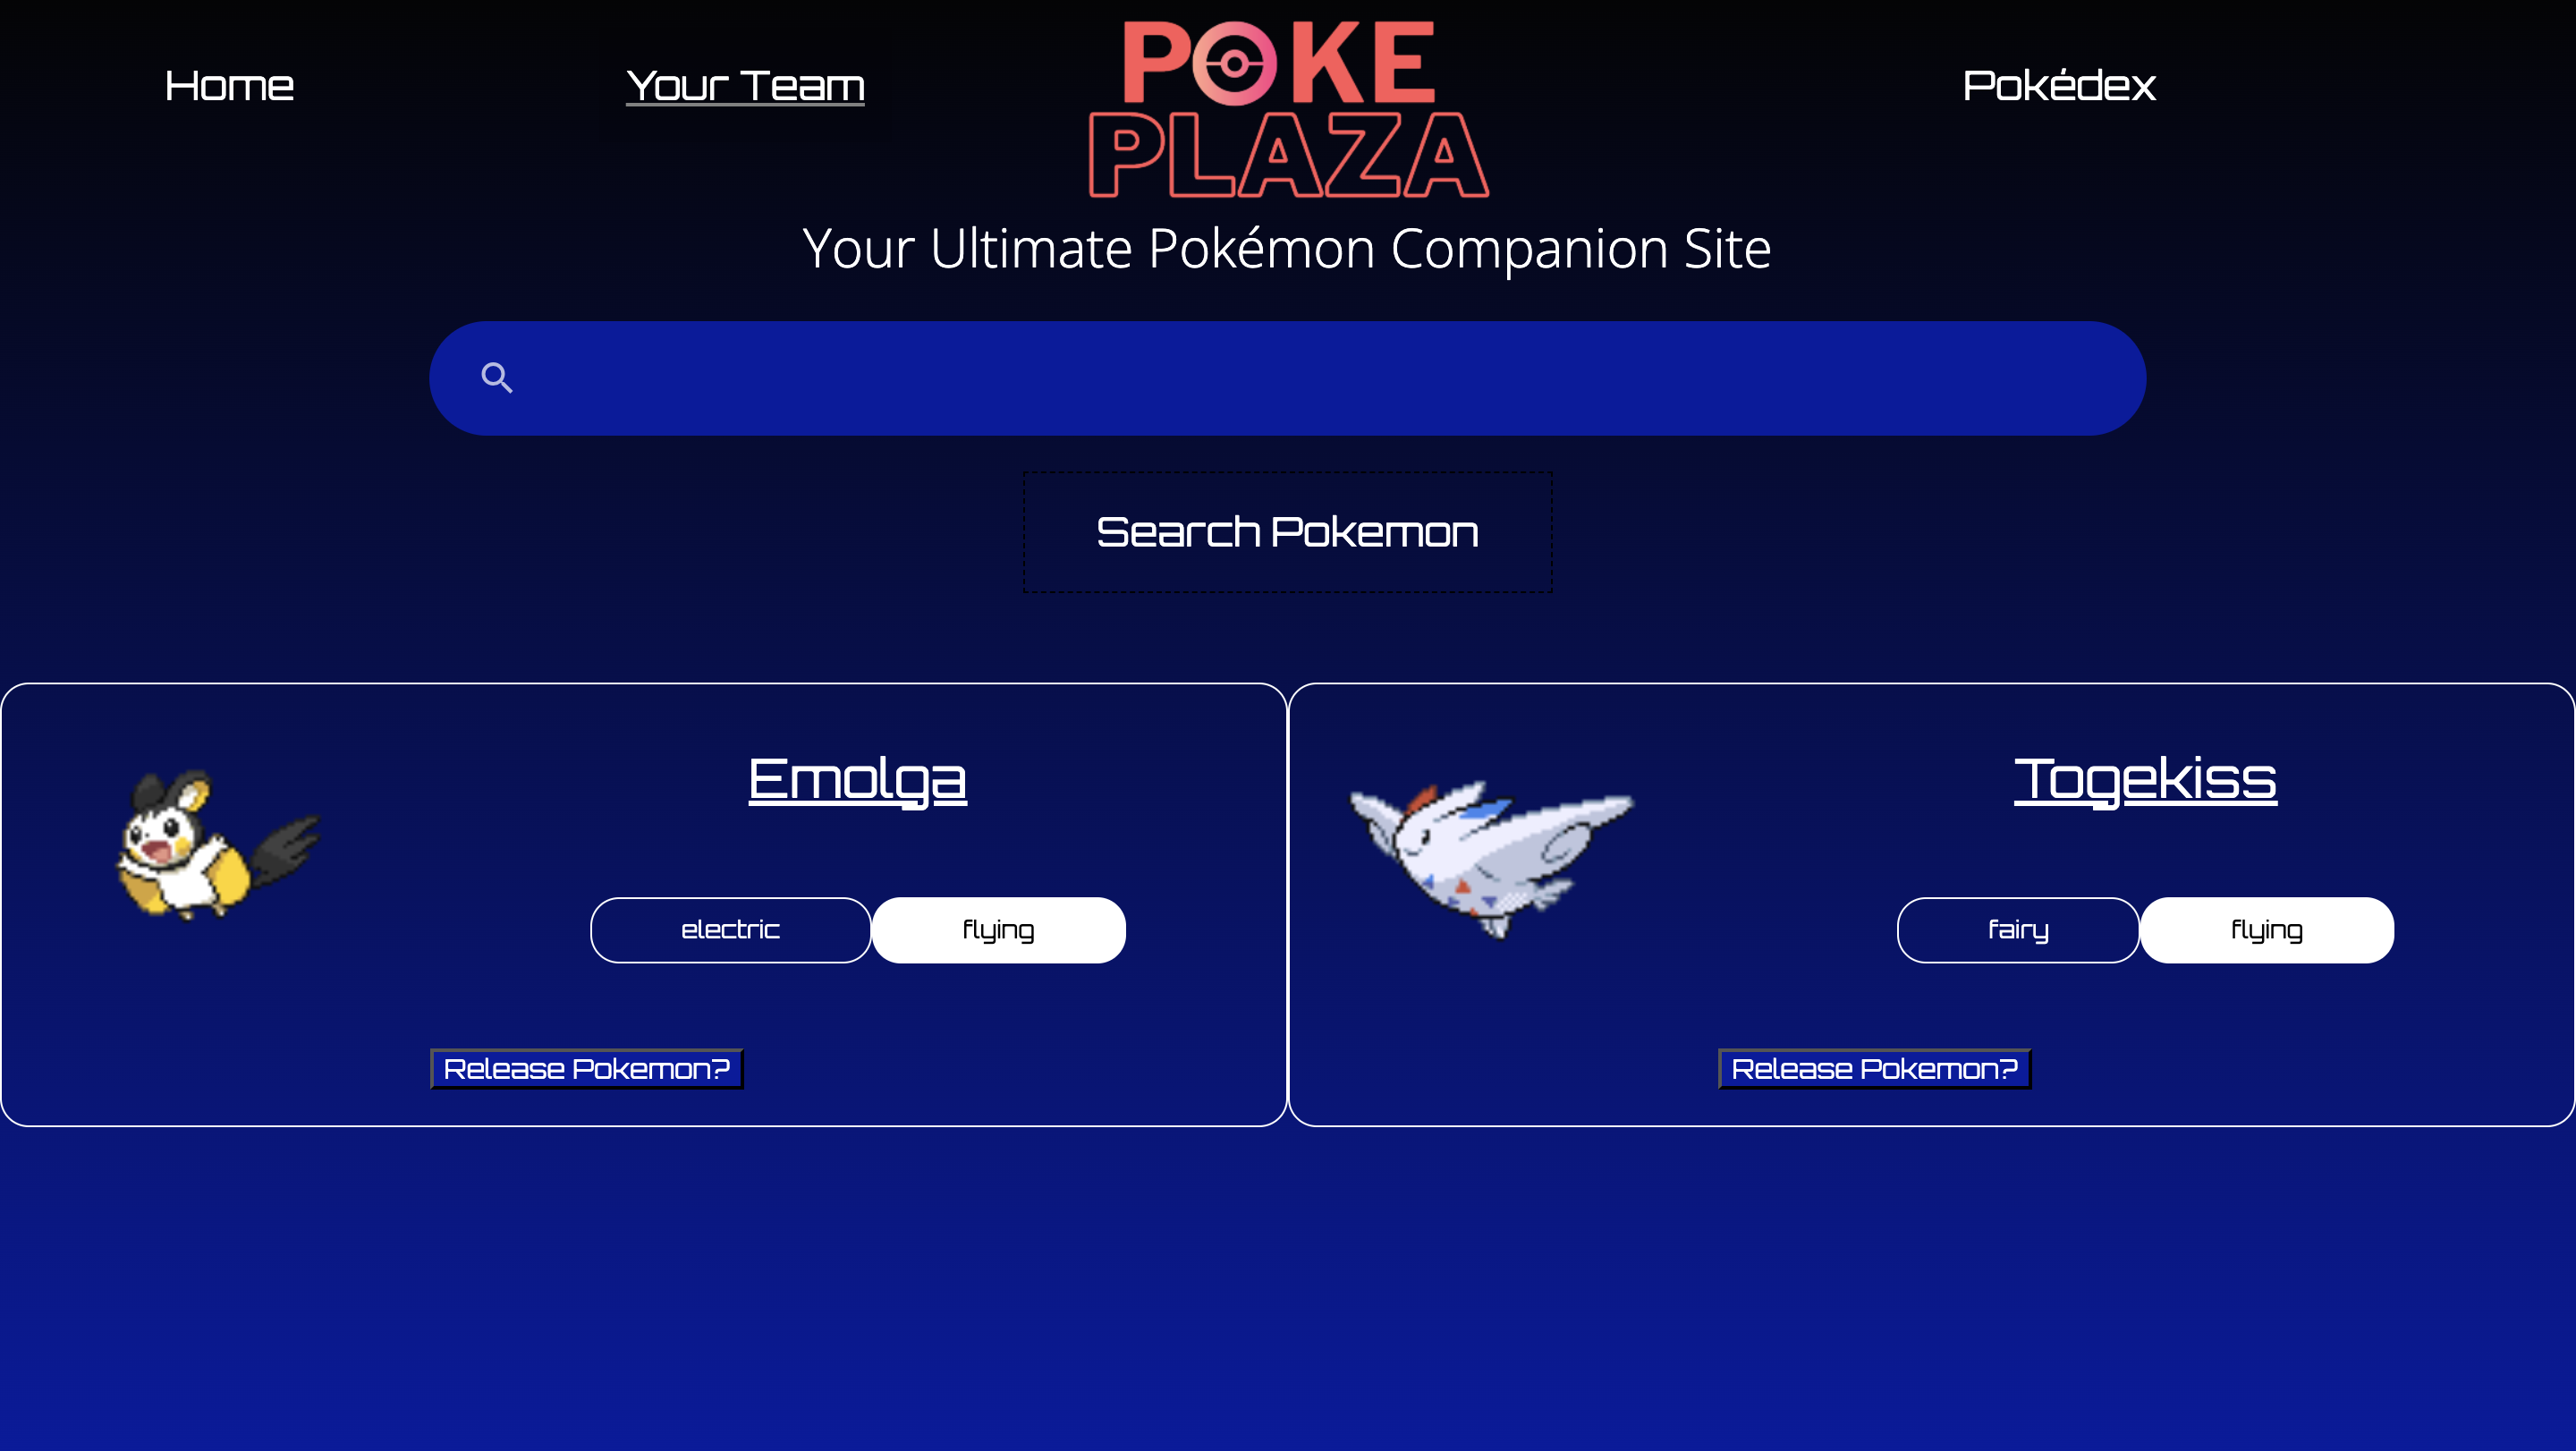 Home
Your Team
POKE
PLAZA
Pokédex
Your Ultimate Pokémon Companion Site
Search Pokemon
Emolga
electric
flying
Release Pokemon?
Togekiss
fairy
flying
Release Pokemon?